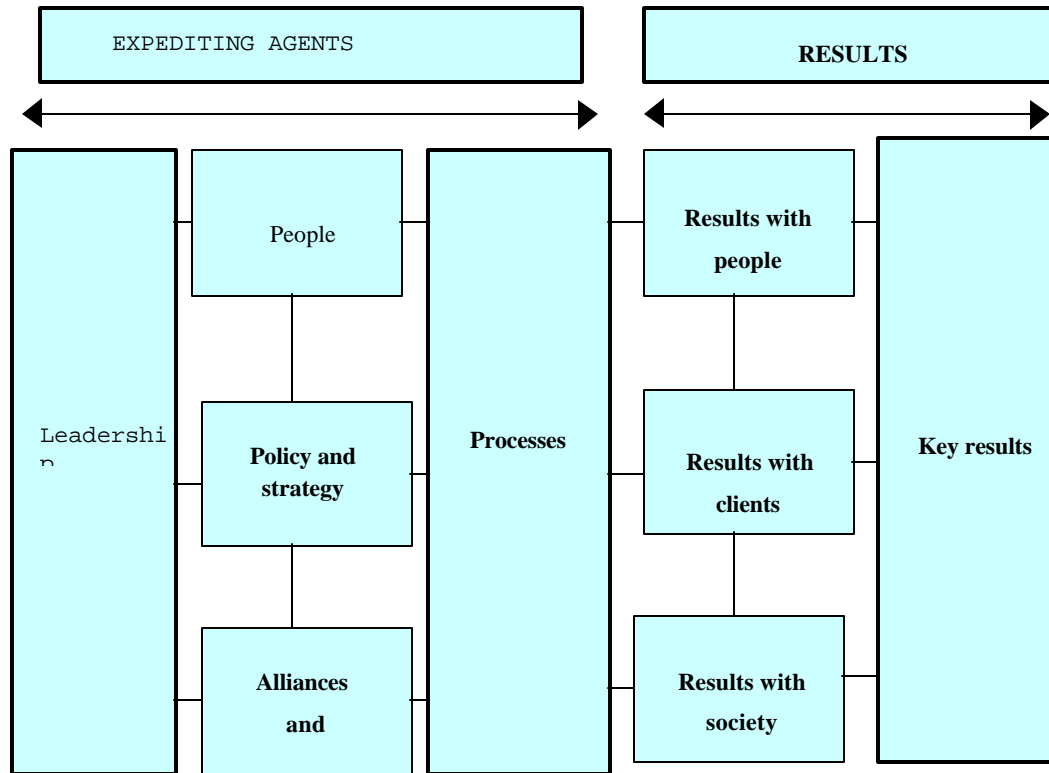 EXPEDITING AGENTS
RESULTS
People
Results with
people
Leadershi
p
Policy and
strategy
Processes
Results with
clients
Key results
Alliances
and
Results with
society